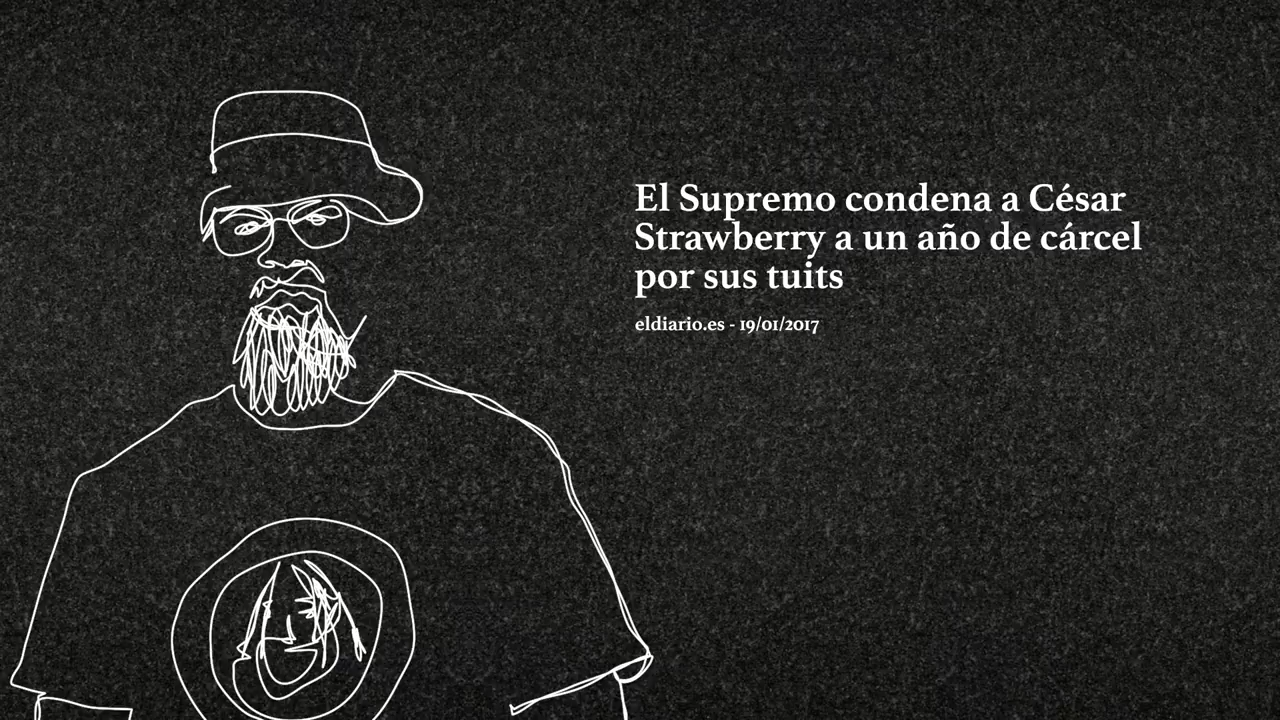 El Supremo condena a César
Strawberry a un año de cárcel
por sus tuits
eldiario.es - 19/01/2017